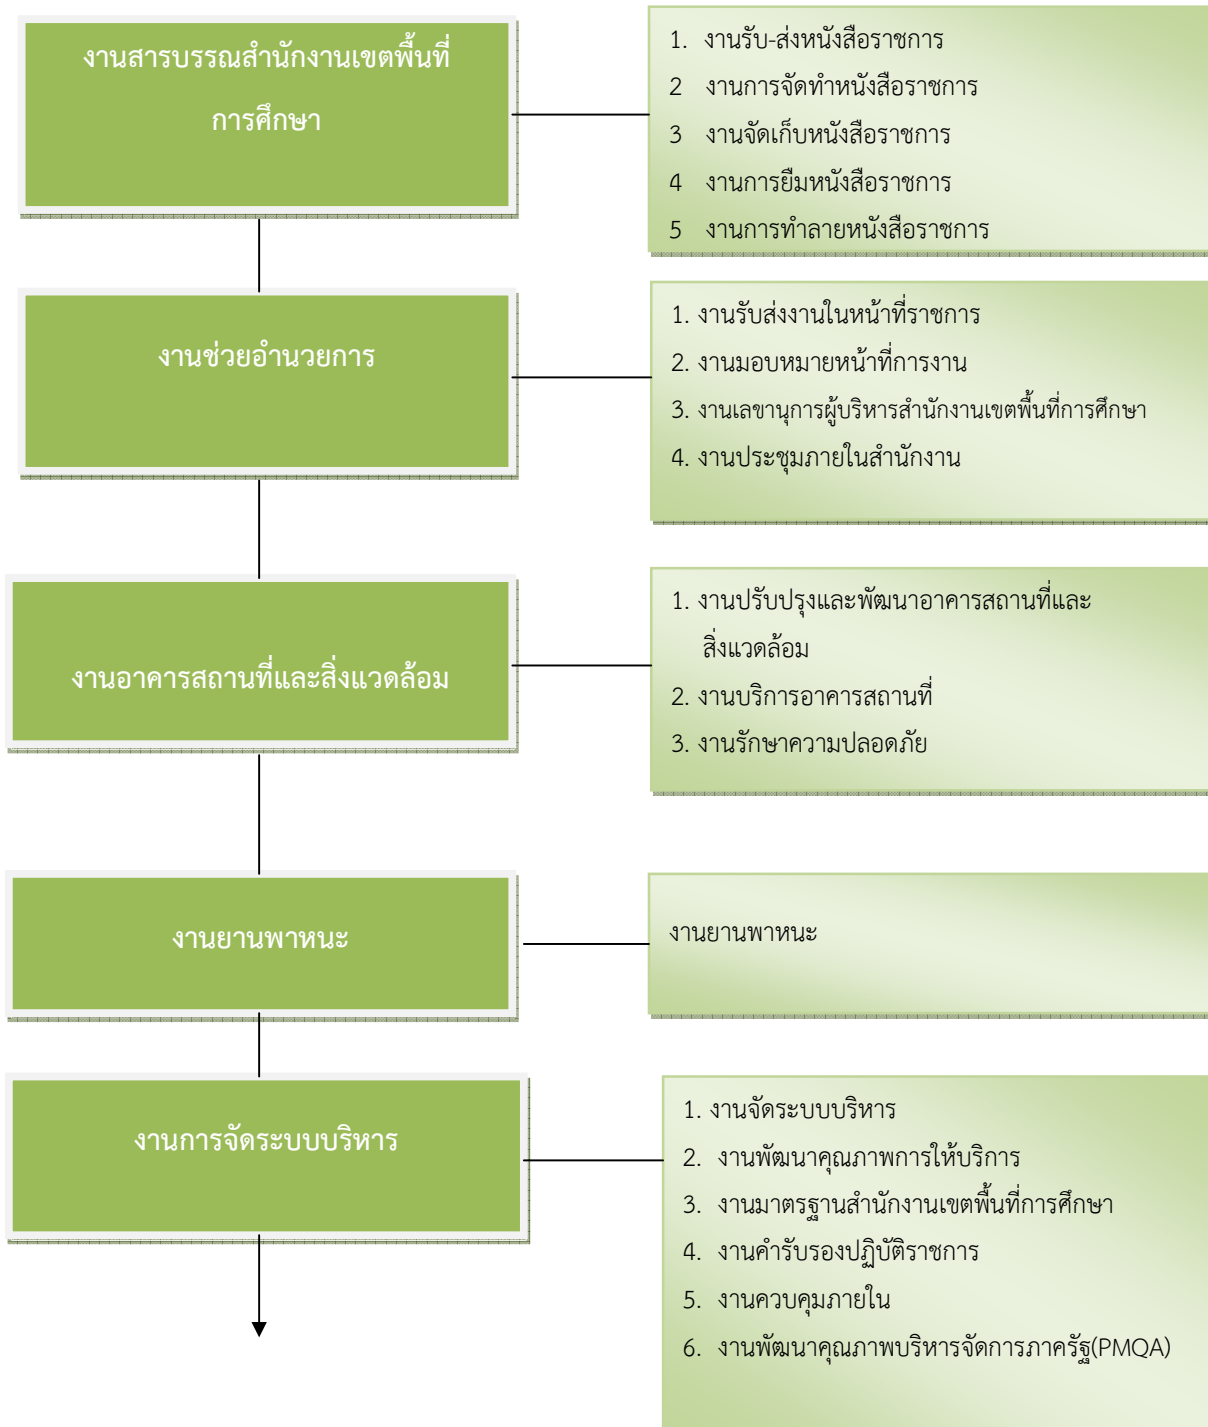 งานสารบรรณสำนักงานเขตพื้นที่
การศึกษา
1. งานรับ-ส่งหนังสือราชการ
2 งานการจัดทำหนังสือราชการ
3 งานจัดเก็บหนังสือราชการ
4 งานการยืมหนังสือราชการ
5 งานการทำลายหนังสือราชการ
งานช่วยอำนวยการ
1. งานรับส่งงานในหน้าที่ราชการ
2. งานมอบหมายหน้าที่การงาน
3. งานเลขานุการผู้บริหารสำนักงานเขตพื้นที่การศึกษา
4. งานประชุมภายในสำนักงาน
งานอาคารสถานที่และสิ่งแวดล้อม
1. งานปรับปรุงและพัฒนาอาคารสถานที่และ
สิ่งแวดล้อม
2. งานบริการอาคารสถานที่
3. งานรักษาความปลอดภัย
งานยานพาหนะ
งานยานพาหนะ
งานการจัดระบบบริหาร
1. งานจัดระบบบริหาร
2. งานพัฒนาคุณภาพการให้บริการ
3. งานมาตรฐานสำนักงานเขตพื้นที่การศึกษา
4. งานคำรับรองปฏิบัติราชการ
5. งานควบคุมภายใน
6. งานพัฒนาคุณภาพบริหารจัดการภาครัฐ(PMQA)